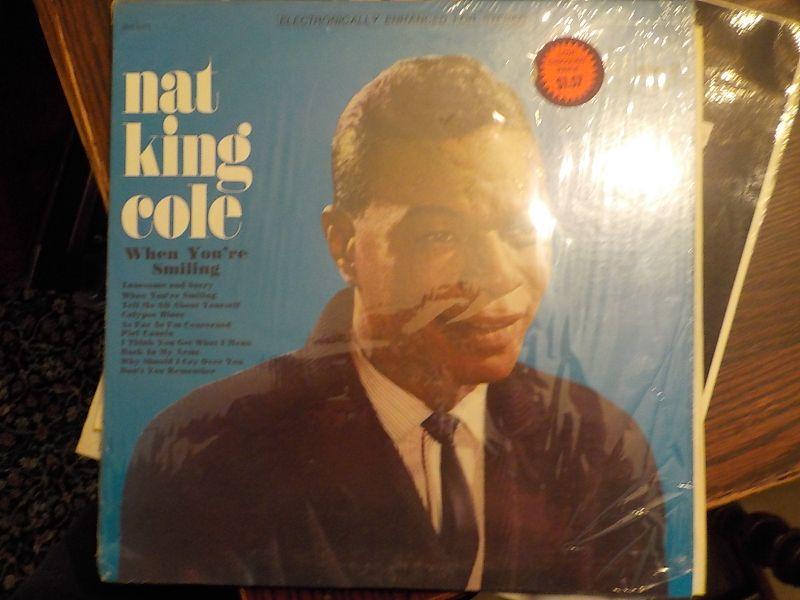 ELECTRONICALLY ENHANCED FOR STEREO
nat
king
cole
When You're
Smiling
Lonesome and Sorry
When You're Smiling
Tell Me All About Yourself
Calypso Blues
As Far As I'm Concerned
I Think You Get What I Mean
Back In My Arms
Why Should I Cry Over You
Don't You Remember